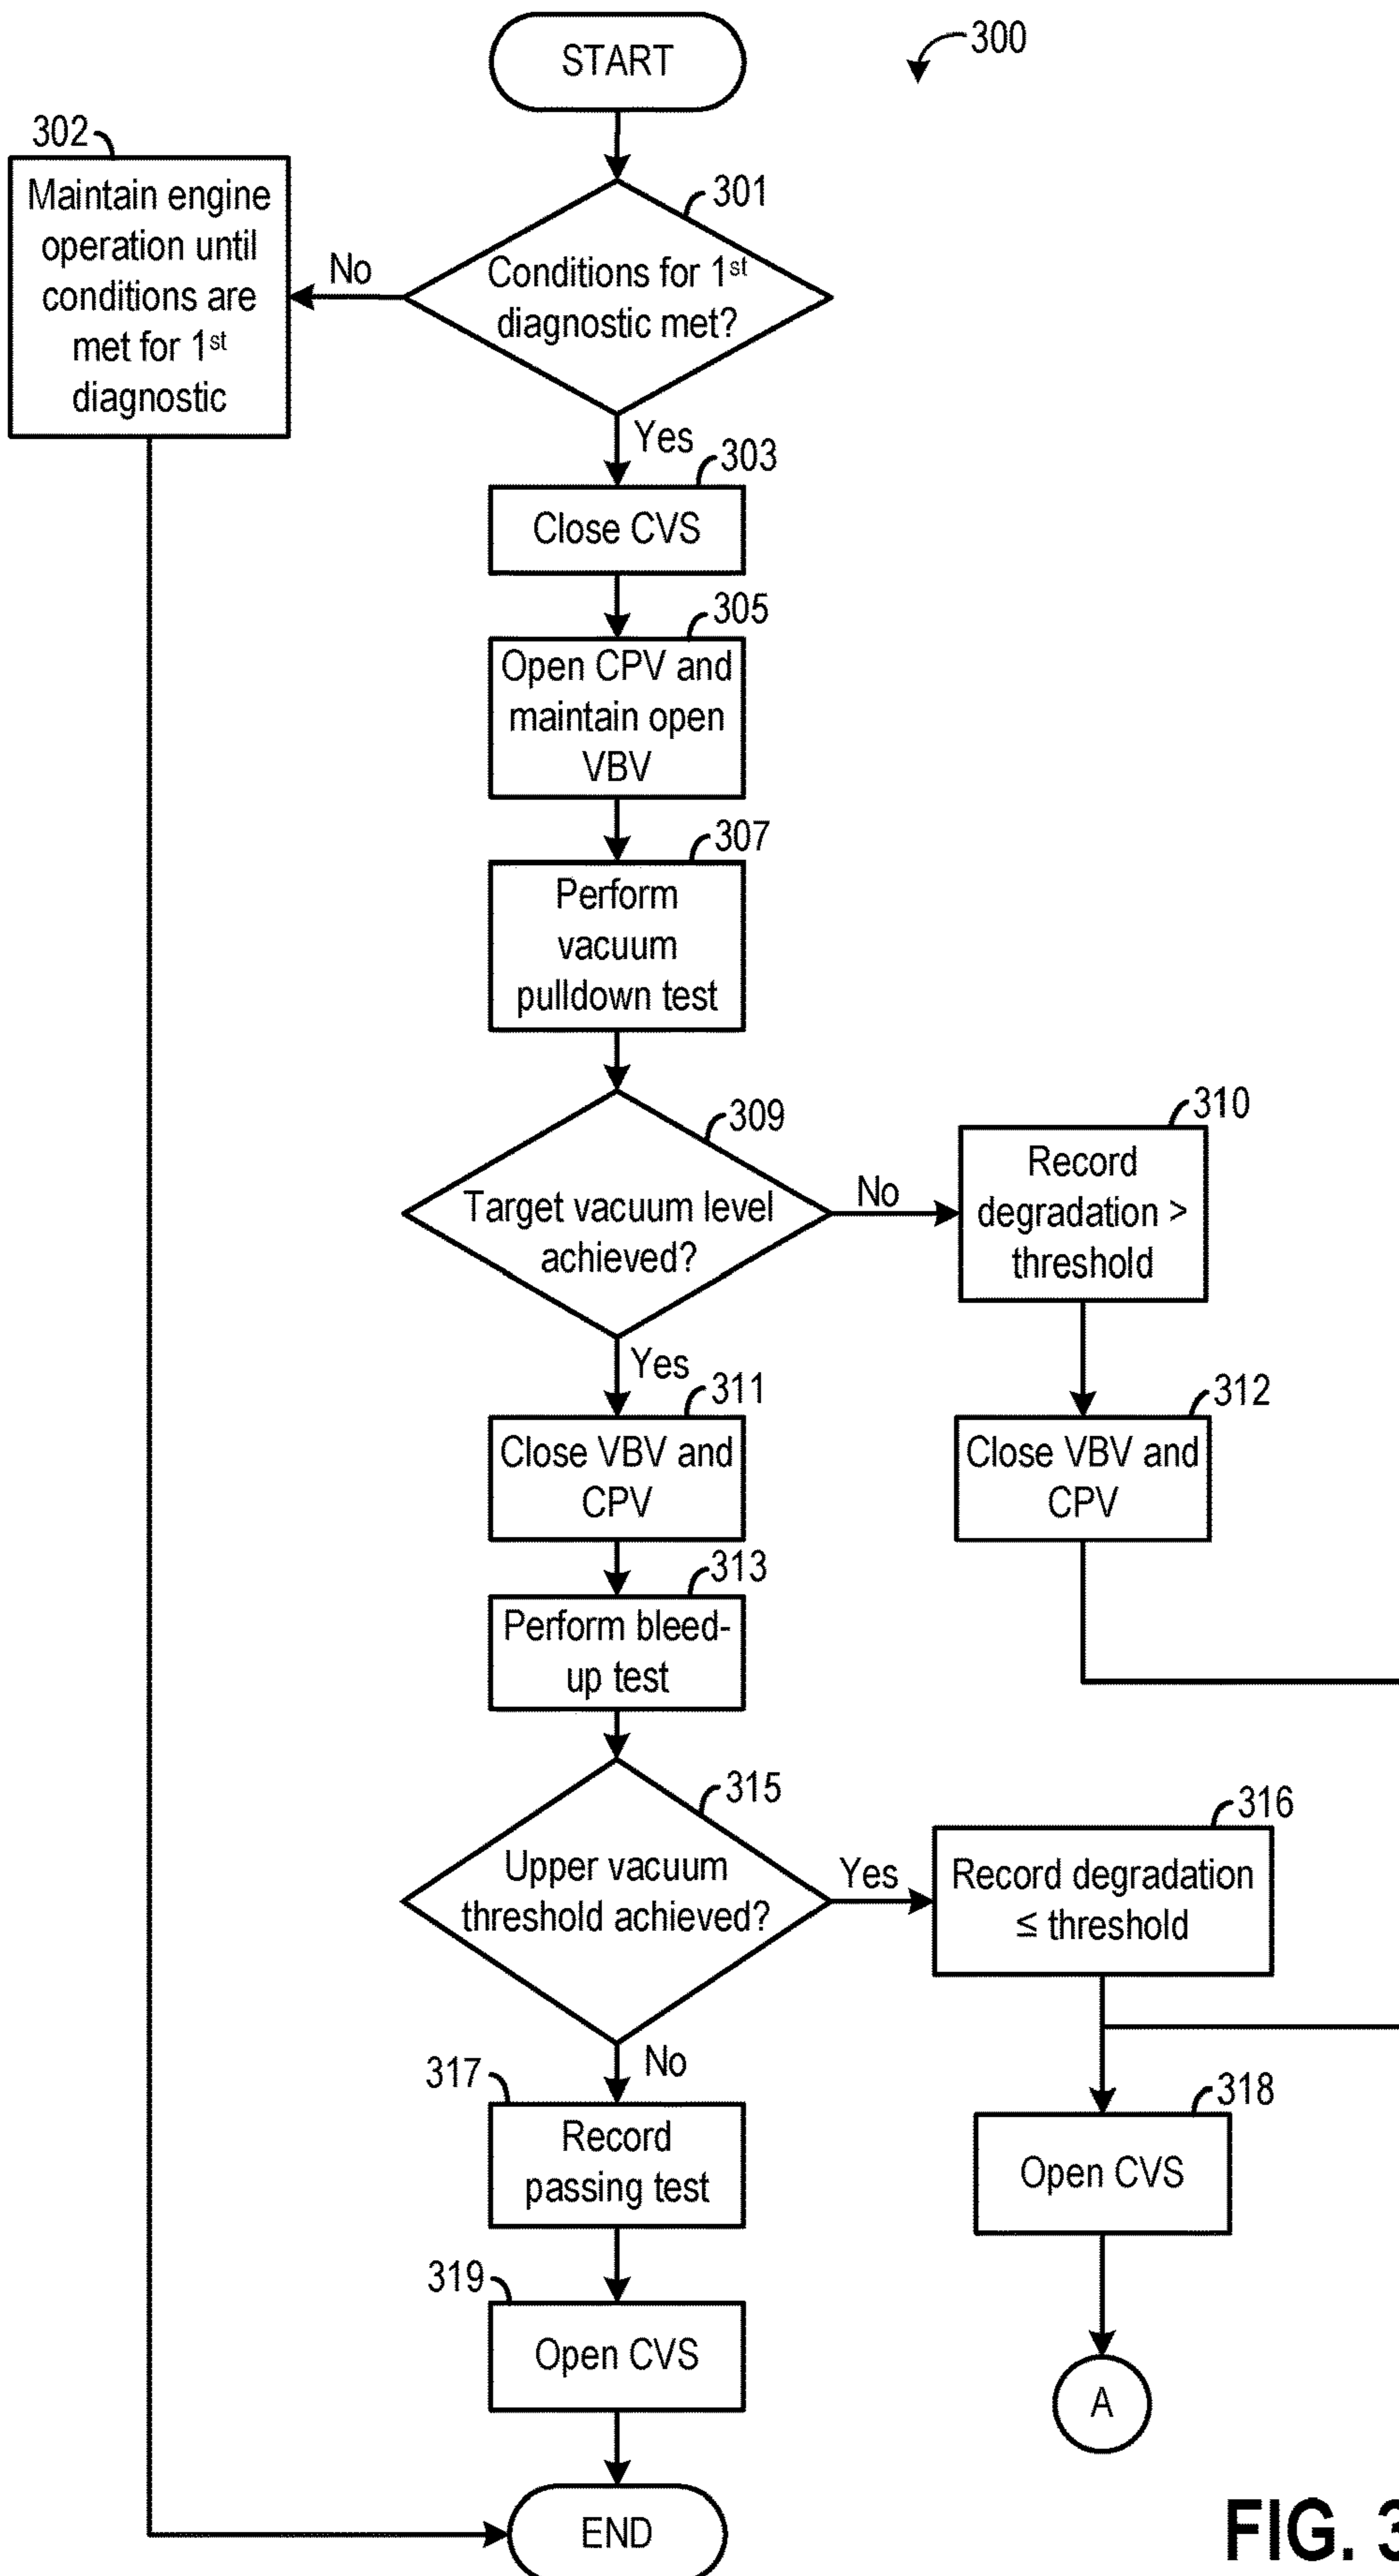 START
300
302
Maintain engine
operation until
conditions are
met for 1st
diagnostic
301
Conditions for 1st
diagnostic met?
No
Yes
303
Close CVS
305
Open CPV and
maintain open
VBV
307
Perform
vacuum
pulldown test
309
Target vacuum level
achieved?
No
310
Record
degradation >
threshold
Yes
311
Close VBV and
CPV
312
Close VBV and
CPV
313
Perform bleed-
up test
315
Upper vacuum
threshold achieved?
Yes
316
Record degradation
≤ threshold
No
317
Record
passing test
318
Open CVS
319
Open CVS
A
END
FIG. 3